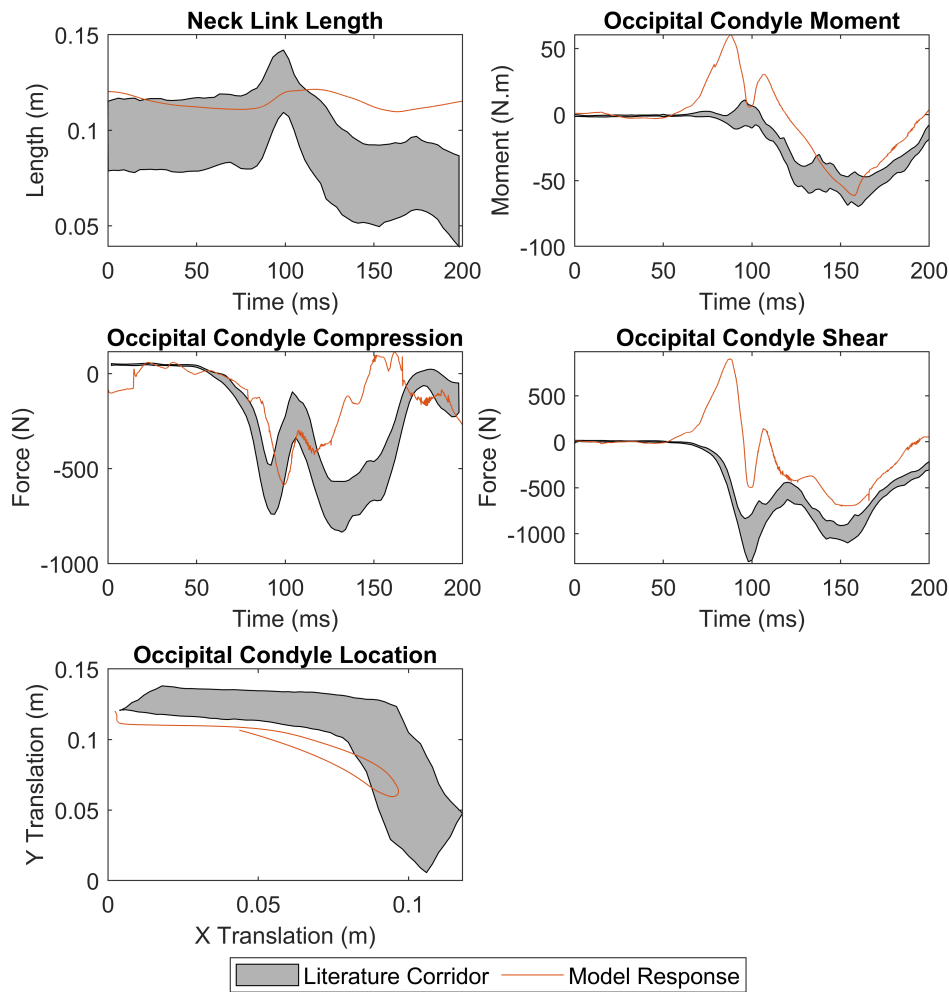 Neck Link Length
0.15
0.1
0.05
Length (m)
0 50 100 150 200
Time (ms)
Occipital Condyle Moment
50
0
-50
-100
Moment (N.m)
0 50 100 150 200
Time (ms)
Occipital Condyle Compression
0
-500
-1000
Force (N)
0 50 100 150 200
Time (ms)
Occipital Condyle Shear
500
0
-500
-1000
Force (N)
0 50 100 150 200
Time (ms)
Occipital Condyle Location
0.15
0.1
0.05
0
Y Translation (m)
0 0.05 0.1
X Translation (m)
Literature Corridor Model Response